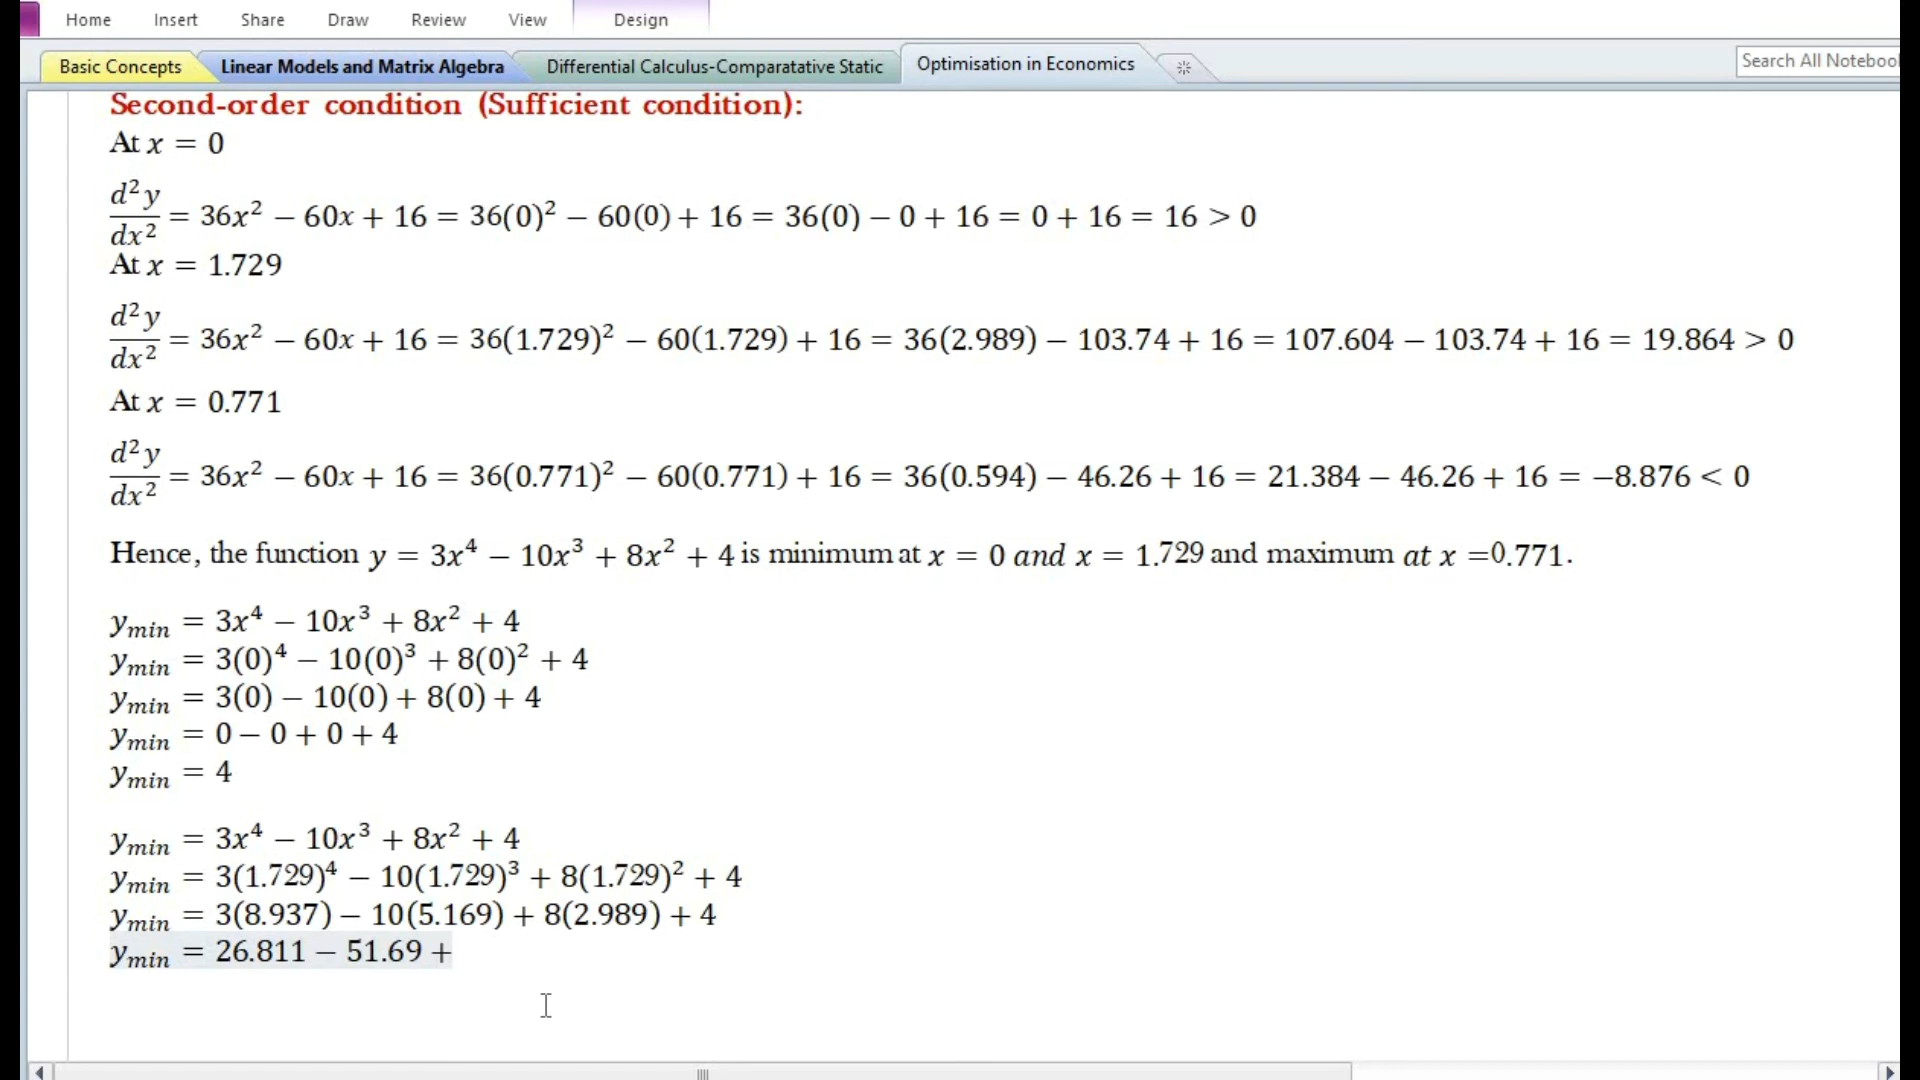 Home Insert Share Draw Review View Design
Basic Concepts Linear Models and Matrix Algebra Differential Calculus-Comparatative Static Optimisation in Economics Search All Noteboo
Second-order condition (Sufficient condition):
At x = 0
d²y/dx² = 36x² − 60x + 16 = 36(0)² − 60(0) + 16 = 36(0) − 0 + 16 = 0 + 16 = 16 > 0
At x = 1.729
d²y/dx² = 36x² − 60x + 16 = 36(1.729)² − 60(1.729) + 16 = 36(2.989) − 103.74 + 16 = 107.604 − 103.74 + 16 = 19.864 > 0
At x = 0.771
d²y/dx² = 36x² − 60x + 16 = 36(0.771)² − 60(0.771) + 16 = 36(0.594) − 46.26 + 16 = 21.384 − 46.26 + 16 = −8.876 < 0
Hence, the function y = 3x⁴ − 10x³ + 8x² + 4 is minimum at x = 0 and x = 1.729 and maximum at x =0.771.
yₘᵢₙ = 3x⁴ − 10x³ + 8x² + 4
yₘᵢₙ = 3(0)⁴ − 10(0)³ + 8(0)² + 4
yₘᵢₙ = 3(0) − 10(0) + 8(0) + 4
yₘᵢₙ = 0 − 0 + 0 + 4
yₘᵢₙ = 4
yₘᵢₙ = 3x⁴ − 10x³ + 8x² + 4
yₘᵢₙ = 3(1.729)⁴ − 10(1.729)³ + 8(1.729)² + 4
yₘᵢₙ = 3(8.937) − 10(5.169) + 8(2.989) + 4
yₘᵢₙ = 26.811 − 51.69 +